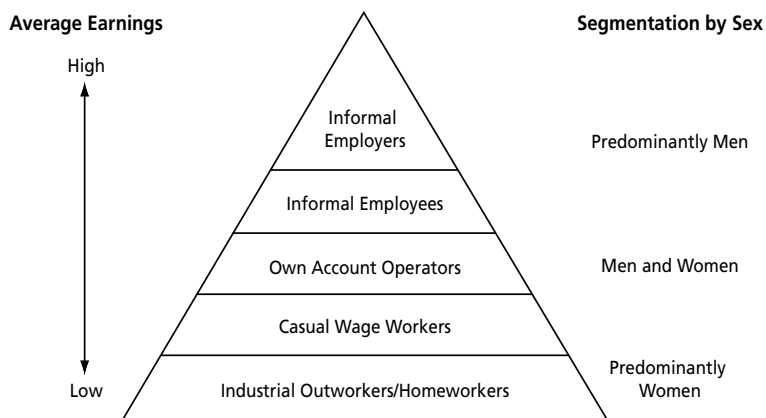 Average Earnings
Segmentation by Sex
High
Informal
Employers
Predominantly Men
Informal Employees
Own Account Operators
Men and Women
Casual Wage Workers
Predominantly
Women
Low
Industrial Outworkers/Homeworkers